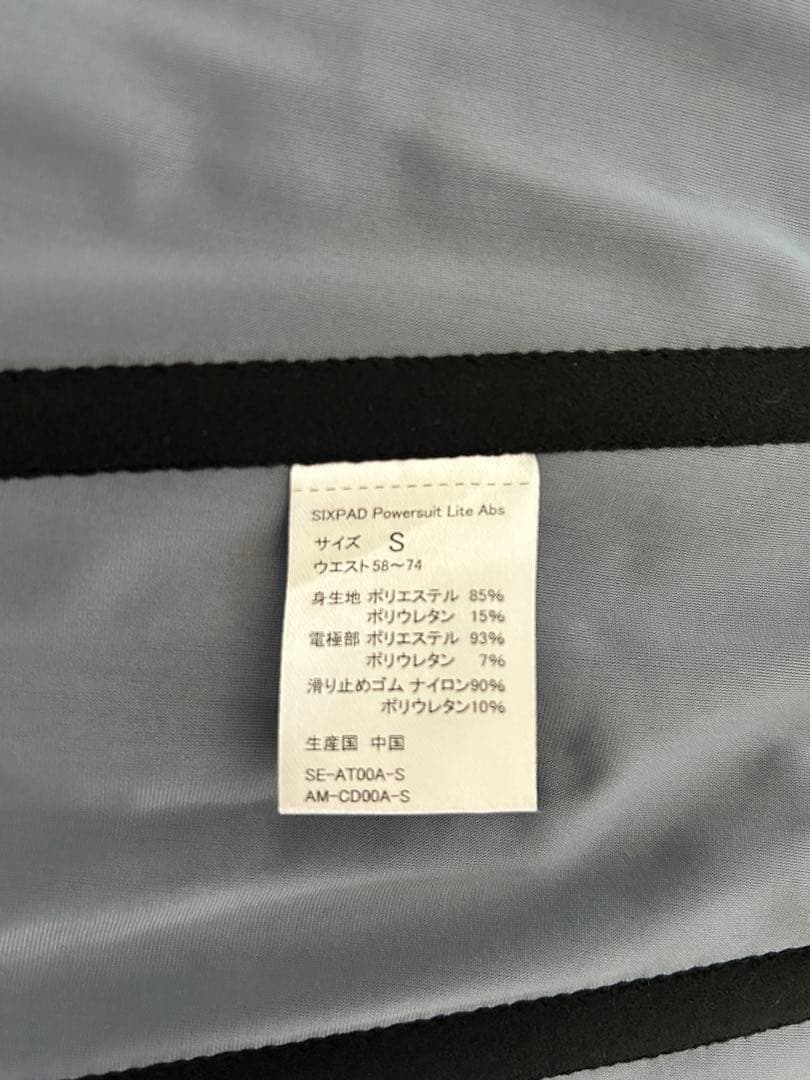 SIXPAD Powersuit Lite Abs
サイズ S
ウエスト58〜74
身生地 ポリエステル 85%
ポリウレタン 15%
電極部 ポリエステル 93%
ポリウレタン 7%
滑り止めゴム ナイロン90%
ポリウレタン10%
生産国 中国
SE-AT00A-S
AM-CD00A-S